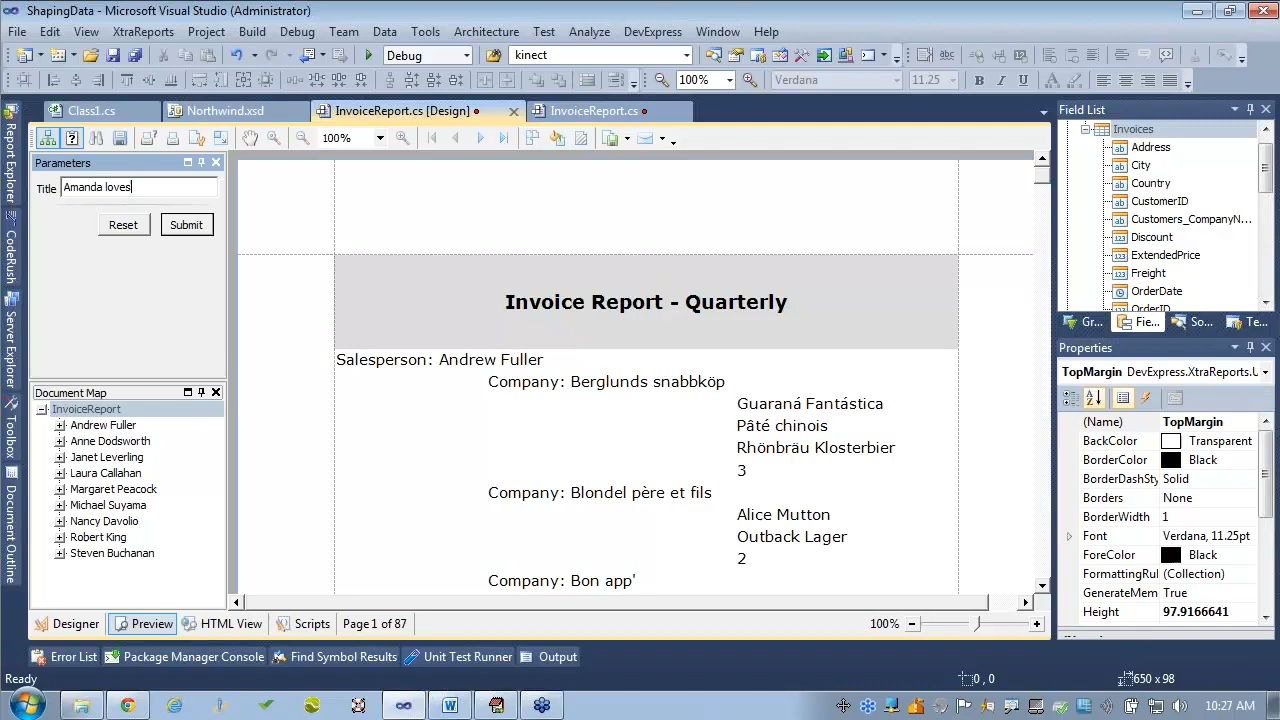 ShapingData - Microsoft Visual Studio (Administrator)
File Edit View XtraReports Project Build Debug Team Data Tools Architecture Test Analyze DevExpress Window Help
Debug kinect
100% Verdana 11.25 B I U
Class1.cs Northwind.xsd InvoiceReport.cs [Design] InvoiceReport.cs
100%
Parameters
Title Amanda loves
Reset Submit
Document Map
InvoiceReport
Andrew Fuller
Anne Dodsworth
Janet Leverling
Laura Callahan
Margaret Peacock
Michael Suyama
Nancy Davolio
Robert King
Steven Buchanan
Report Explorer
CodeRush
Server Explorer
Toolbox
Document Outline
Invoice Report - Quarterly
Salesperson: Andrew Fuller
Company: Berglunds snabbköp
Guaraná Fantástica
Pâté chinois
Rhönbräu Klosterbier
3
Company: Blondel père et fils
Alice Mutton
Outback Lager
2
Company: Bon app'
Designer Preview HTML View Scripts Page 1 of 87 100%
Field List
Invoices
Address
City
Country
CustomerID
Customers_CompanyN...
Discount
ExtendedPrice
Freight
OrderDate
OrderID
Gr... Fie... So... Te...
Properties
TopMargin DevExpress.XtraReports.U
(Name) TopMargin
BackColor Transparent
BorderColor Black
BorderDashSty Solid
Borders None
BorderWidth 1
Font Verdana, 11.25pt
ForeColor Black
FormattingRul (Collection)
GenerateMem True
Height 97.9166641
Error List Package Manager Console Find Symbol Results Unit Test Runner Output
Ready 0 , 0 650 x 98
10:27 AM